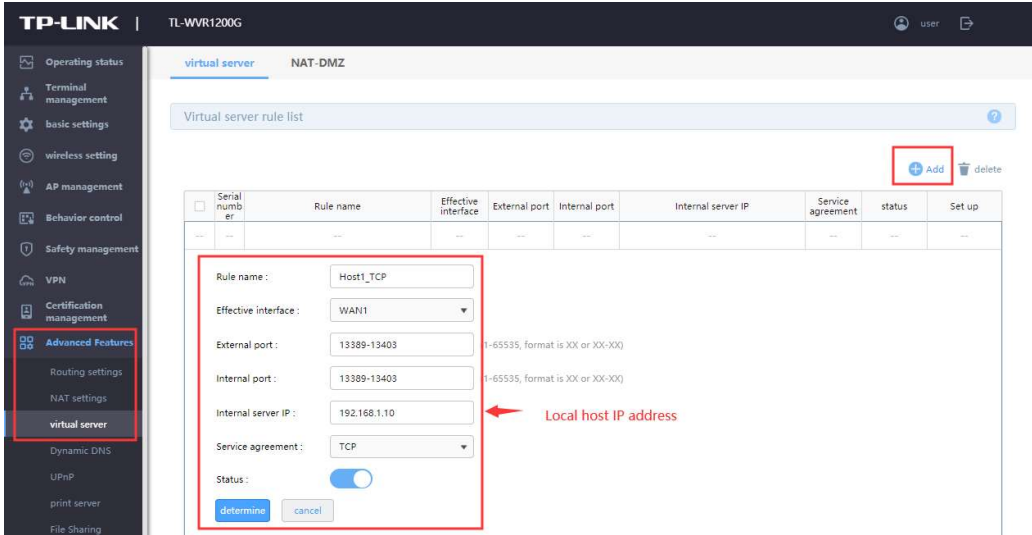 TP-LINK | TL-WVR1200G user
Operating status
Terminal
management
basic settings
wireless setting
AP management
Behavior control
Safety management
VPN
Certification
management
Advanced Features
Routing settings
NAT settings
virtual server
Dynamic DNS
UPnP
print server
File Sharing
virtual server NAT-DMZ
Virtual server rule list ?
Add delete
Serial
numb
er
Rule name
Effective
interface
External port
Internal port
Internal server IP
Service
agreement
status
Set up
-- -- -- -- -- -- -- -- -- --
Rule name : Host1_TCP
Effective interface : WAN1
External port : 13389-13403 1-65535, format is XX or XX-XX)
Internal port : 13389-13403 1-65535, format is XX or XX-XX)
Internal server IP : 192.168.1.10 Local host IP address
Service agreement : TCP
Status :
determine cancel